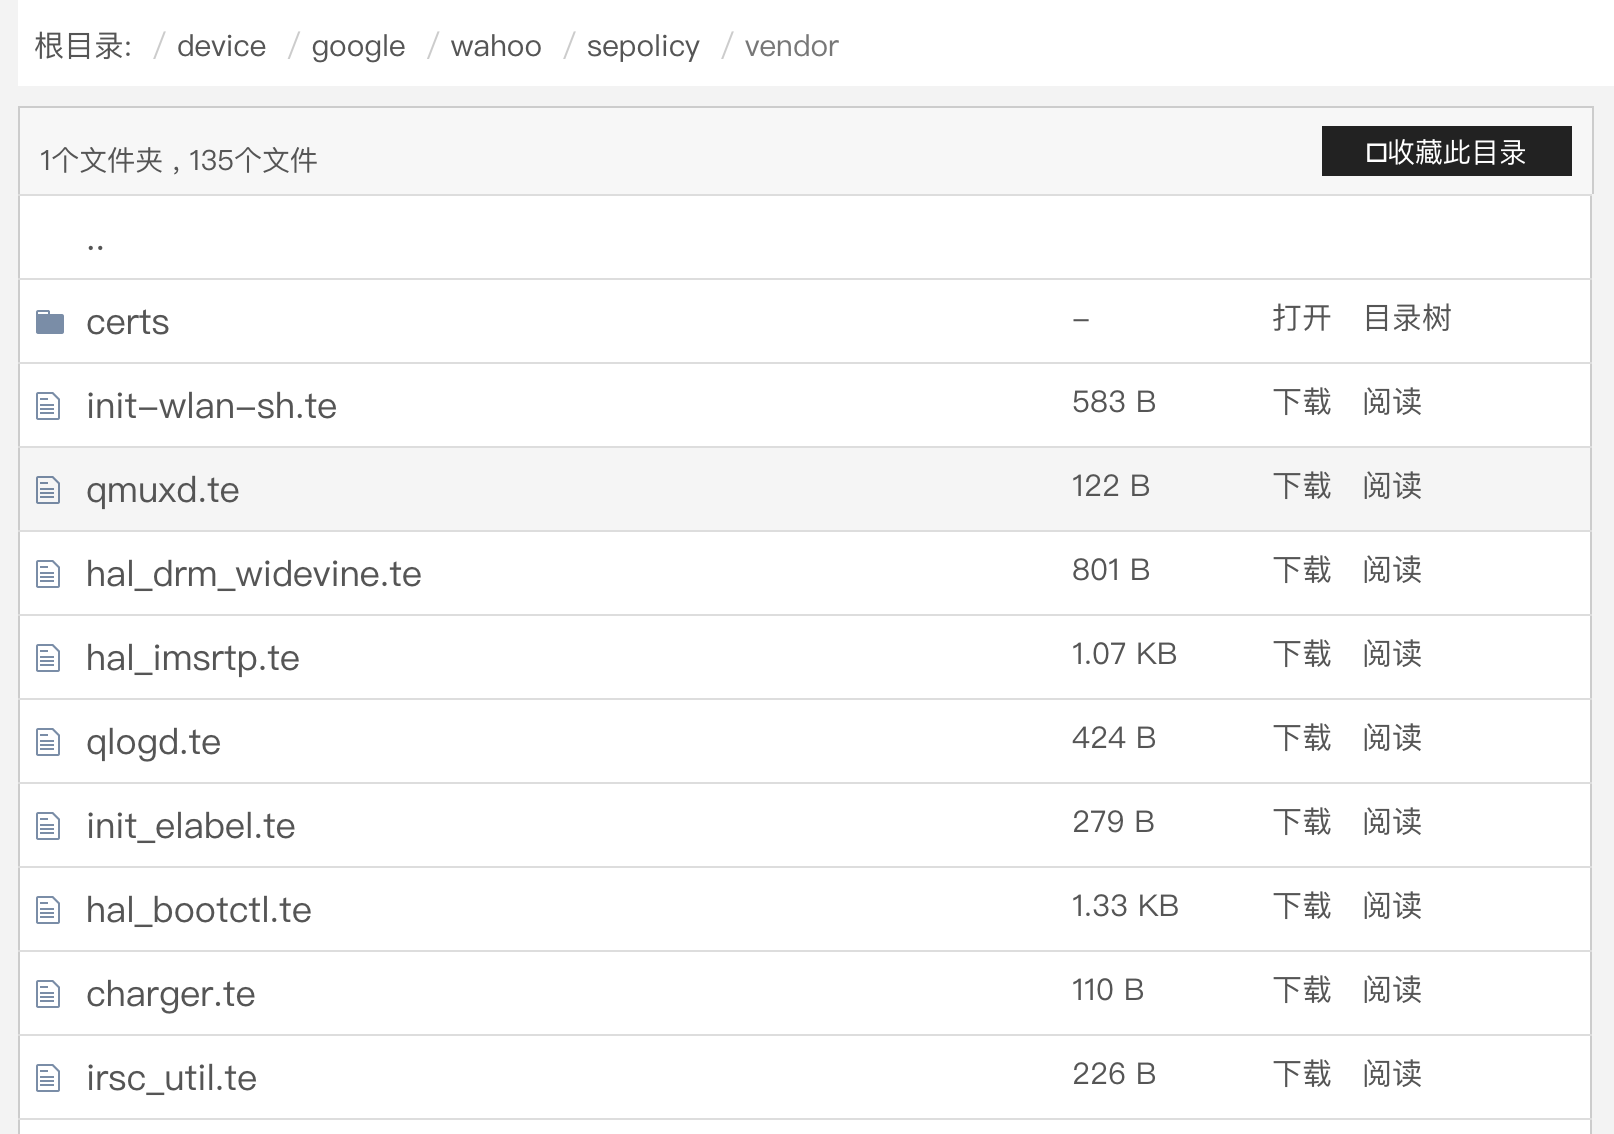 根目录: / device / google / wahoo / sepolicy / vendor
1个文件夹 , 135个文件 收藏此目录
..
certs – 打开 目录树
init-wlan-sh.te 583 B 下载 阅读
qmuxd.te 122 B 下载 阅读
hal_drm_widevine.te 801 B 下载 阅读
hal_imsrtp.te 1.07 KB 下载 阅读
qlogd.te 424 B 下载 阅读
init_elabel.te 279 B 下载 阅读
hal_bootctl.te 1.33 KB 下载 阅读
charger.te 110 B 下载 阅读
irsc_util.te 226 B 下载 阅读